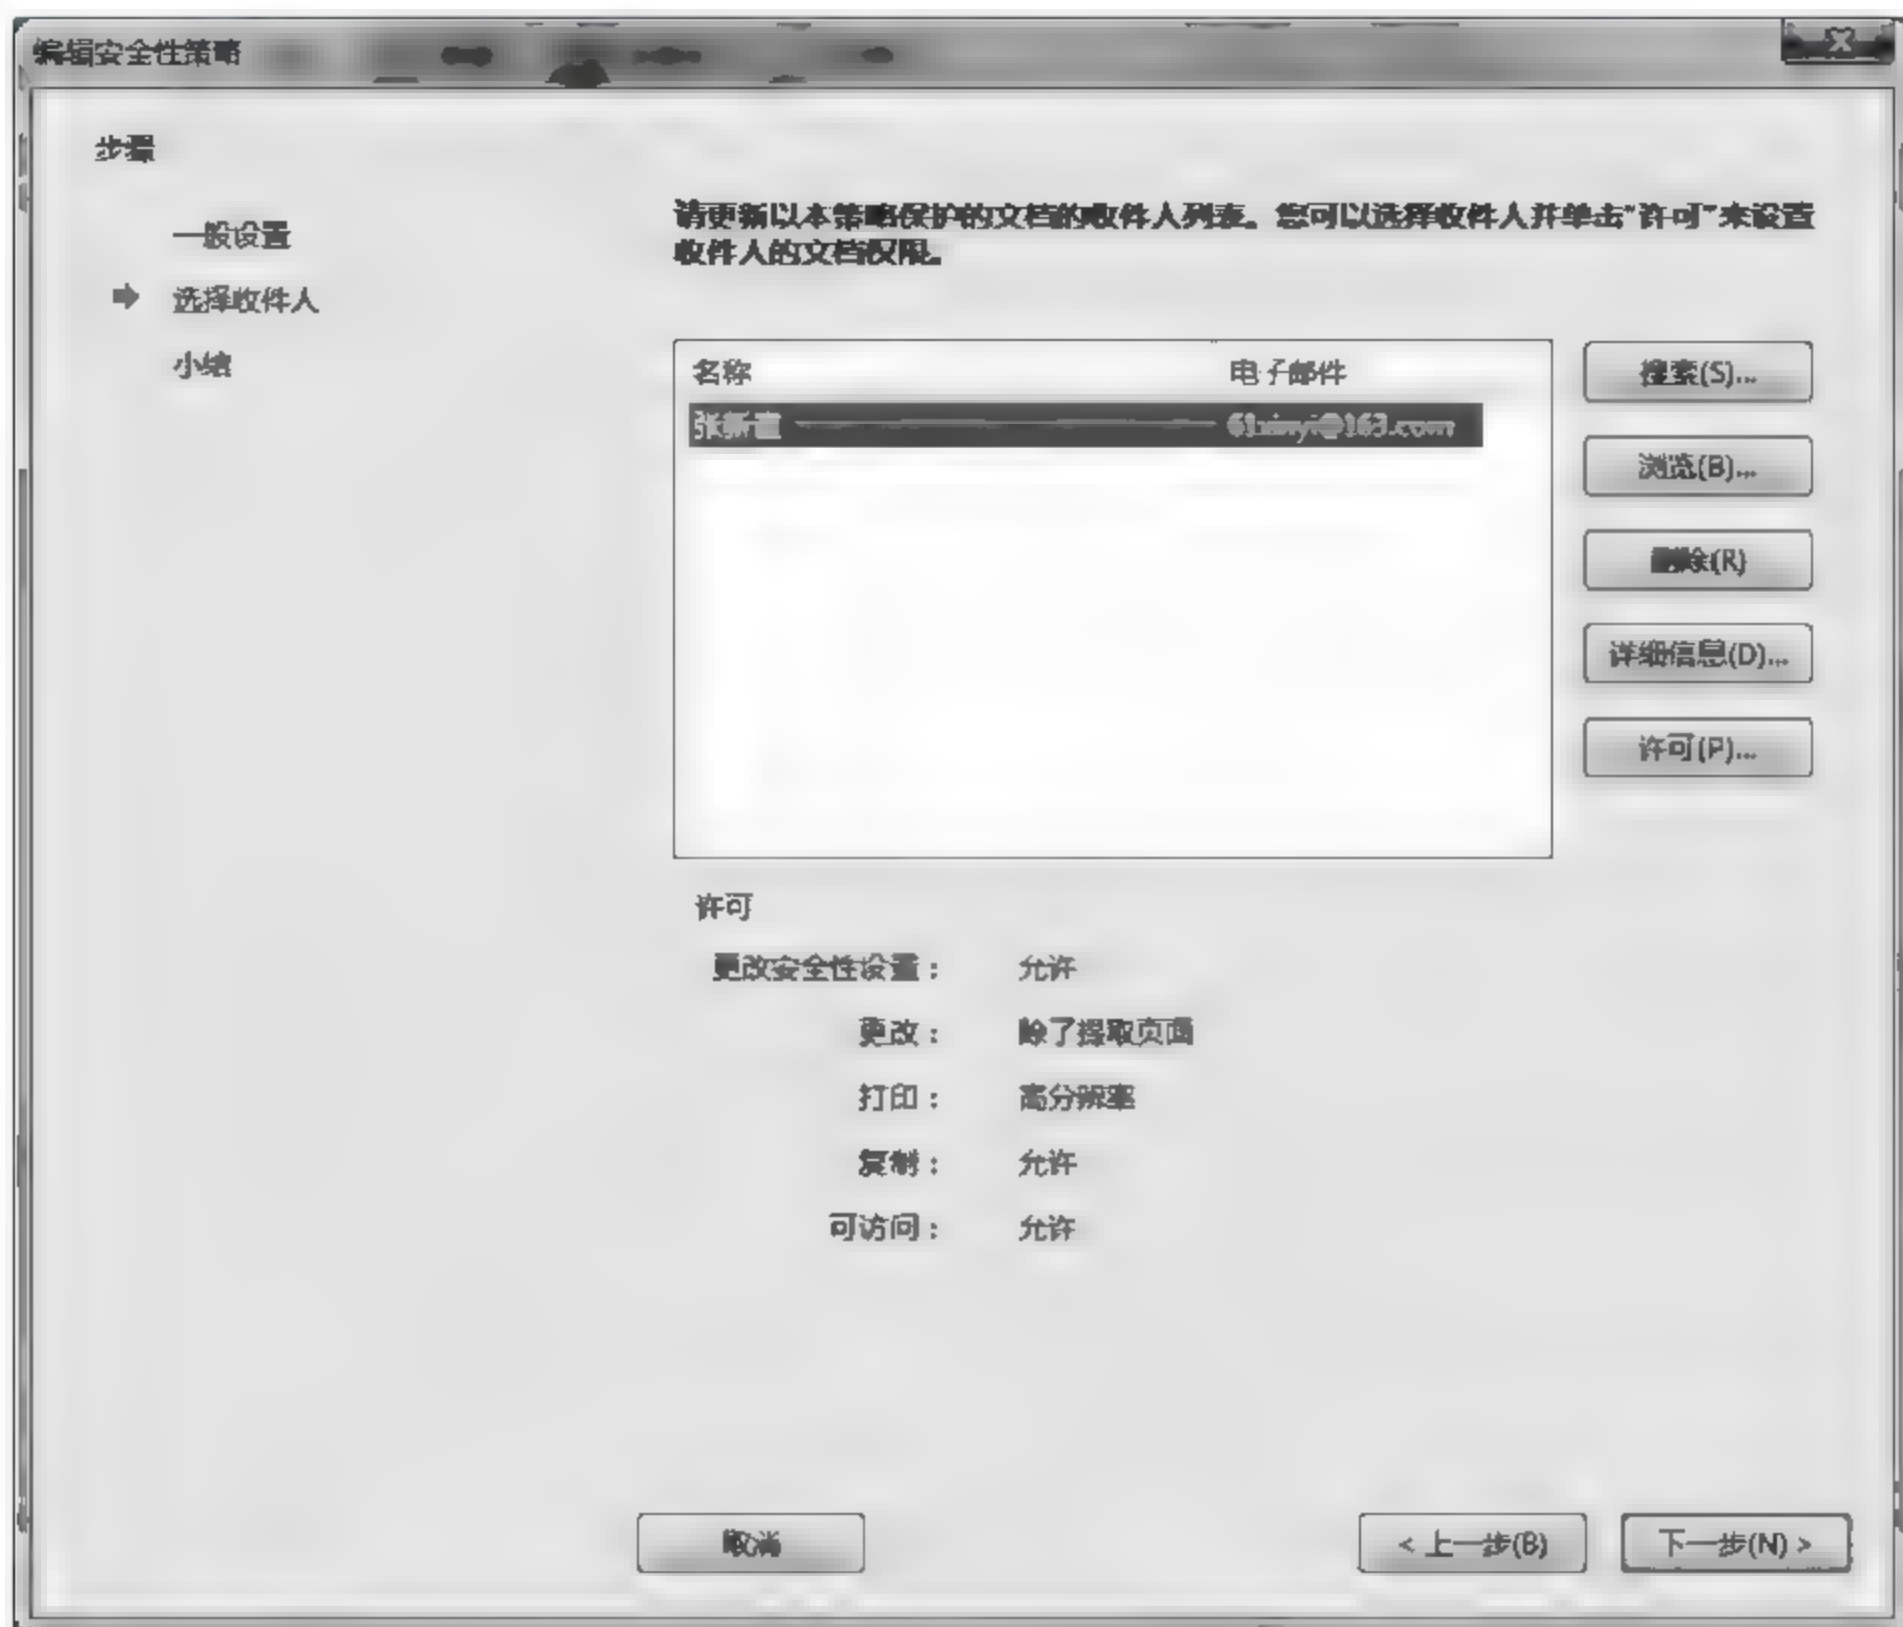 编辑安全性策略
步骤
一般设置
选择收件人
小结
请更新以本策略保护的文档的收件人列表。您可以选择收件人并单击“许可”来设置
收件人的文档权限。
名称 电子邮件
张新 61xinyi@163.com
搜索(S)...
浏览(B)...
删除(R)
详细信息(D)...
许可(P)...
许可
更改安全性设置： 允许
更改： 除了提取页面
打印： 高分辨率
复制： 允许
可访问： 允许
取消
< 上一步(B)
下一步(N) >